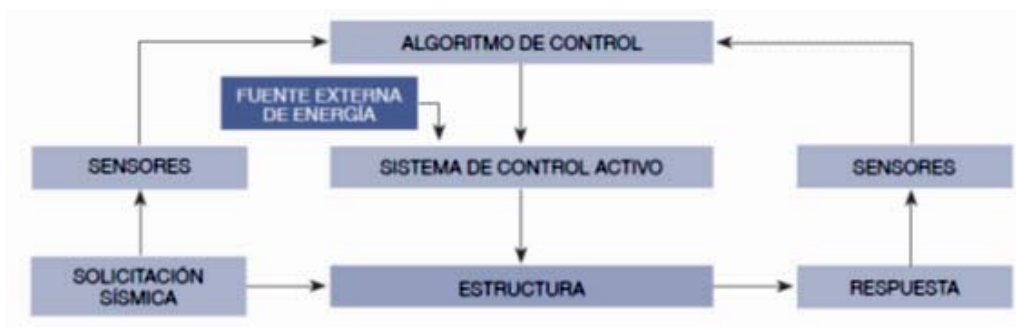 ALGORITMO DE CONTROL
FUENTE EXTERNA
DE ENERGÍA
SENSORES
SISTEMA DE CONTROL ACTIVO
SENSORES
SOLICITACIÓN
SÍSMICA
ESTRUCTURA
RESPUESTA